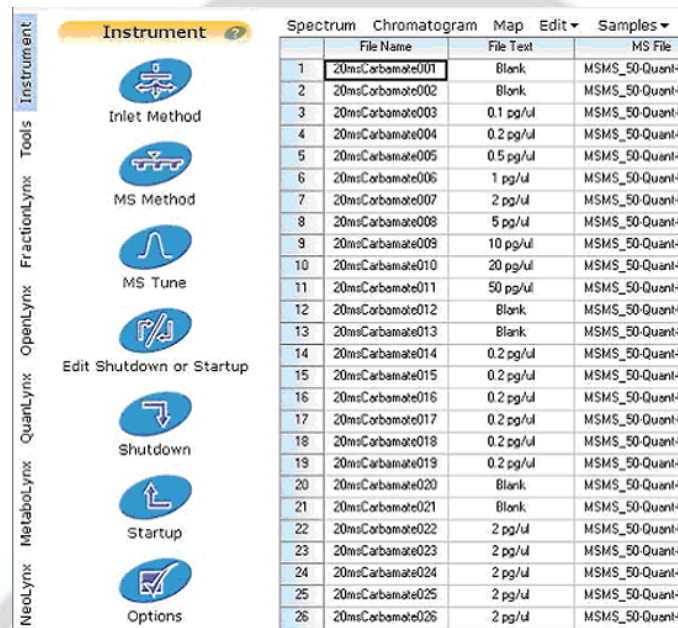 Instrument
Tools
FractionLynx
OpenLynx
QuanLynx
MetaboLynx
NeoLynx
Instrument ?
Inlet Method
MS Method
MS Tune
Edit Shutdown or Startup
Shutdown
Startup
Options
Spectrum Chromatogram Map Edit Samples
File Name File Text MS File
1 20msCarbamate001 Blank MSMS_50-Quant-
2 20msCarbamate002 Blank MSMS_50-Quant-
3 20msCarbamate003 0.1 pg/ul MSMS_50-Quant-
4 20msCarbamate004 0.2 pg/ul MSMS_50-Quant-
5 20msCarbamate005 0.5 pg/ul MSMS_50-Quant-
6 20msCarbamate006 1 pg/ul MSMS_50-Quant-
7 20msCarbamate007 2 pg/ul MSMS_50-Quant-
8 20msCarbamate008 5 pg/ul MSMS_50-Quant-
9 20msCarbamate009 10 pg/ul MSMS_50-Quant-
10 20msCarbamate010 20 pg/ul MSMS_50-Quant-
11 20msCarbamate011 50 pg/ul MSMS_50-Quant-
12 20msCarbamate012 Blank MSMS_50-Quant-
13 20msCarbamate013 Blank MSMS_50-Quant-
14 20msCarbamate014 0.2 pg/ul MSMS_50-Quant-
15 20msCarbamate015 0.2 pg/ul MSMS_50-Quant-
16 20msCarbamate016 0.2 pg/ul MSMS_50-Quant-
17 20msCarbamate017 0.2 pg/ul MSMS_50-Quant-
18 20msCarbamate018 0.2 pg/ul MSMS_50-Quant-
19 20msCarbamate019 0.2 pg/ul MSMS_50-Quant-
20 20msCarbamate020 Blank MSMS_50-Quant-
21 20msCarbamate021 Blank MSMS_50-Quant-
22 20msCarbamate022 2 pg/ul MSMS_50-Quant-
23 20msCarbamate023 2 pg/ul MSMS_50-Quant-
24 20msCarbamate024 2 pg/ul MSMS_50-Quant-
25 20msCarbamate025 2 pg/ul MSMS_50-Quant-
26 20msCarbamate026 2 pg/ul MSMS_50-Quant-